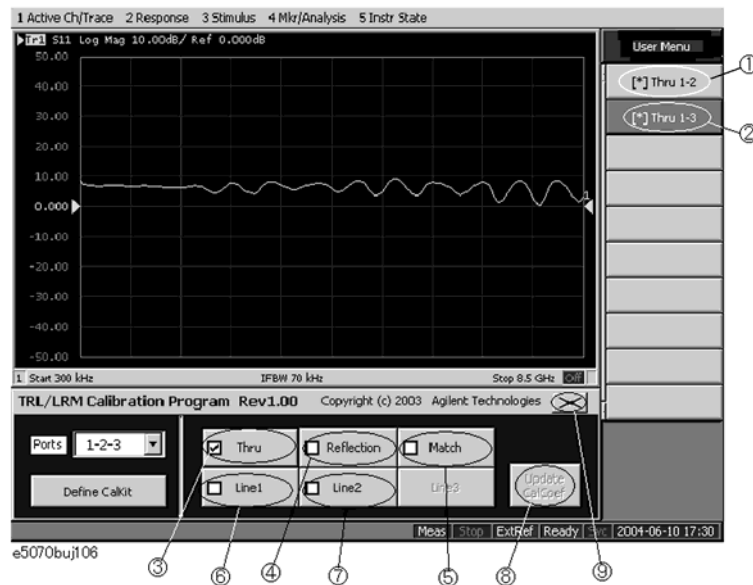 1 Active Ch/Trace 2 Response 3 Stimulus 4 Mkr/Analysis 5 Instr State
Tr1 S11 Log Mag 10.00dB/ Ref 0.000dB
50.00
40.00
30.00
20.00
10.00
0.000
-10.00
-20.00
-30.00
-40.00
-50.00
1
1 Start 300 kHz IFBW 70 kHz Stop 8.5 GHz Off
User Menu
[*] Thru 1-2
[*] Thru 1-3
①
②
TRL/LRM Calibration Program Rev1.00 Copyright (c) 2003 Agilent Technologies
Ports 1-2-3
Define CalKit
Thru Reflection Match
Line1 Line2 Line3
Update CalCoef
Meas Stop ExtRef Ready Svc 2004-06-10 17:30
e5070buj106
③ ⑥ ④ ⑦ ⑤ ⑧ ⑨